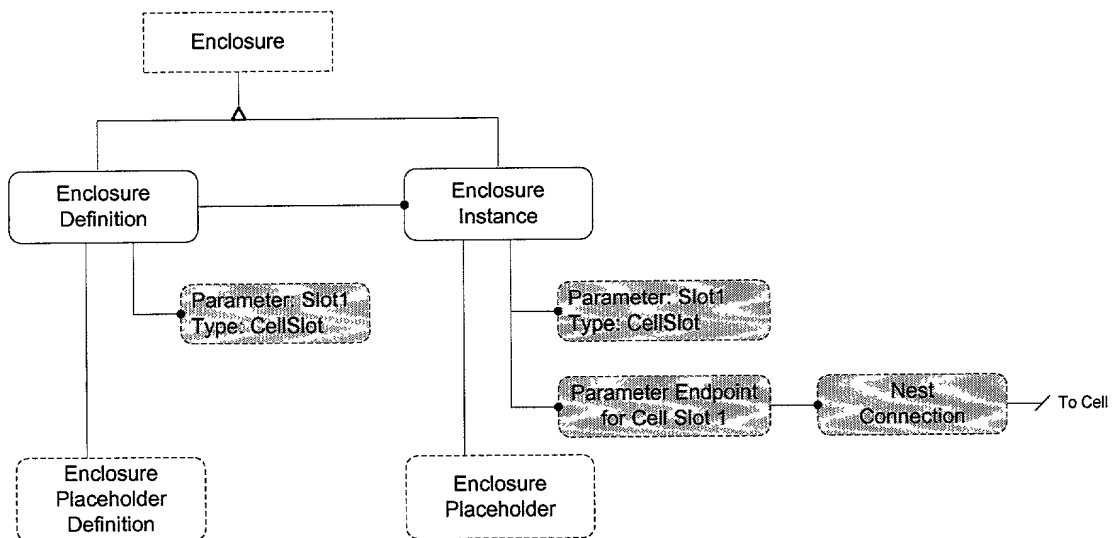 Enclosure
Enclosure
Definition
Enclosure
Instance
Parameter: Slot1
Type: CellSlot
Parameter: Slot1
Type: CellSlot
Parameter Endpoint
for Cell Slot 1
Nest
Connection
To Cell
Enclosure
Placeholder
Definition
Enclosure
Placeholder